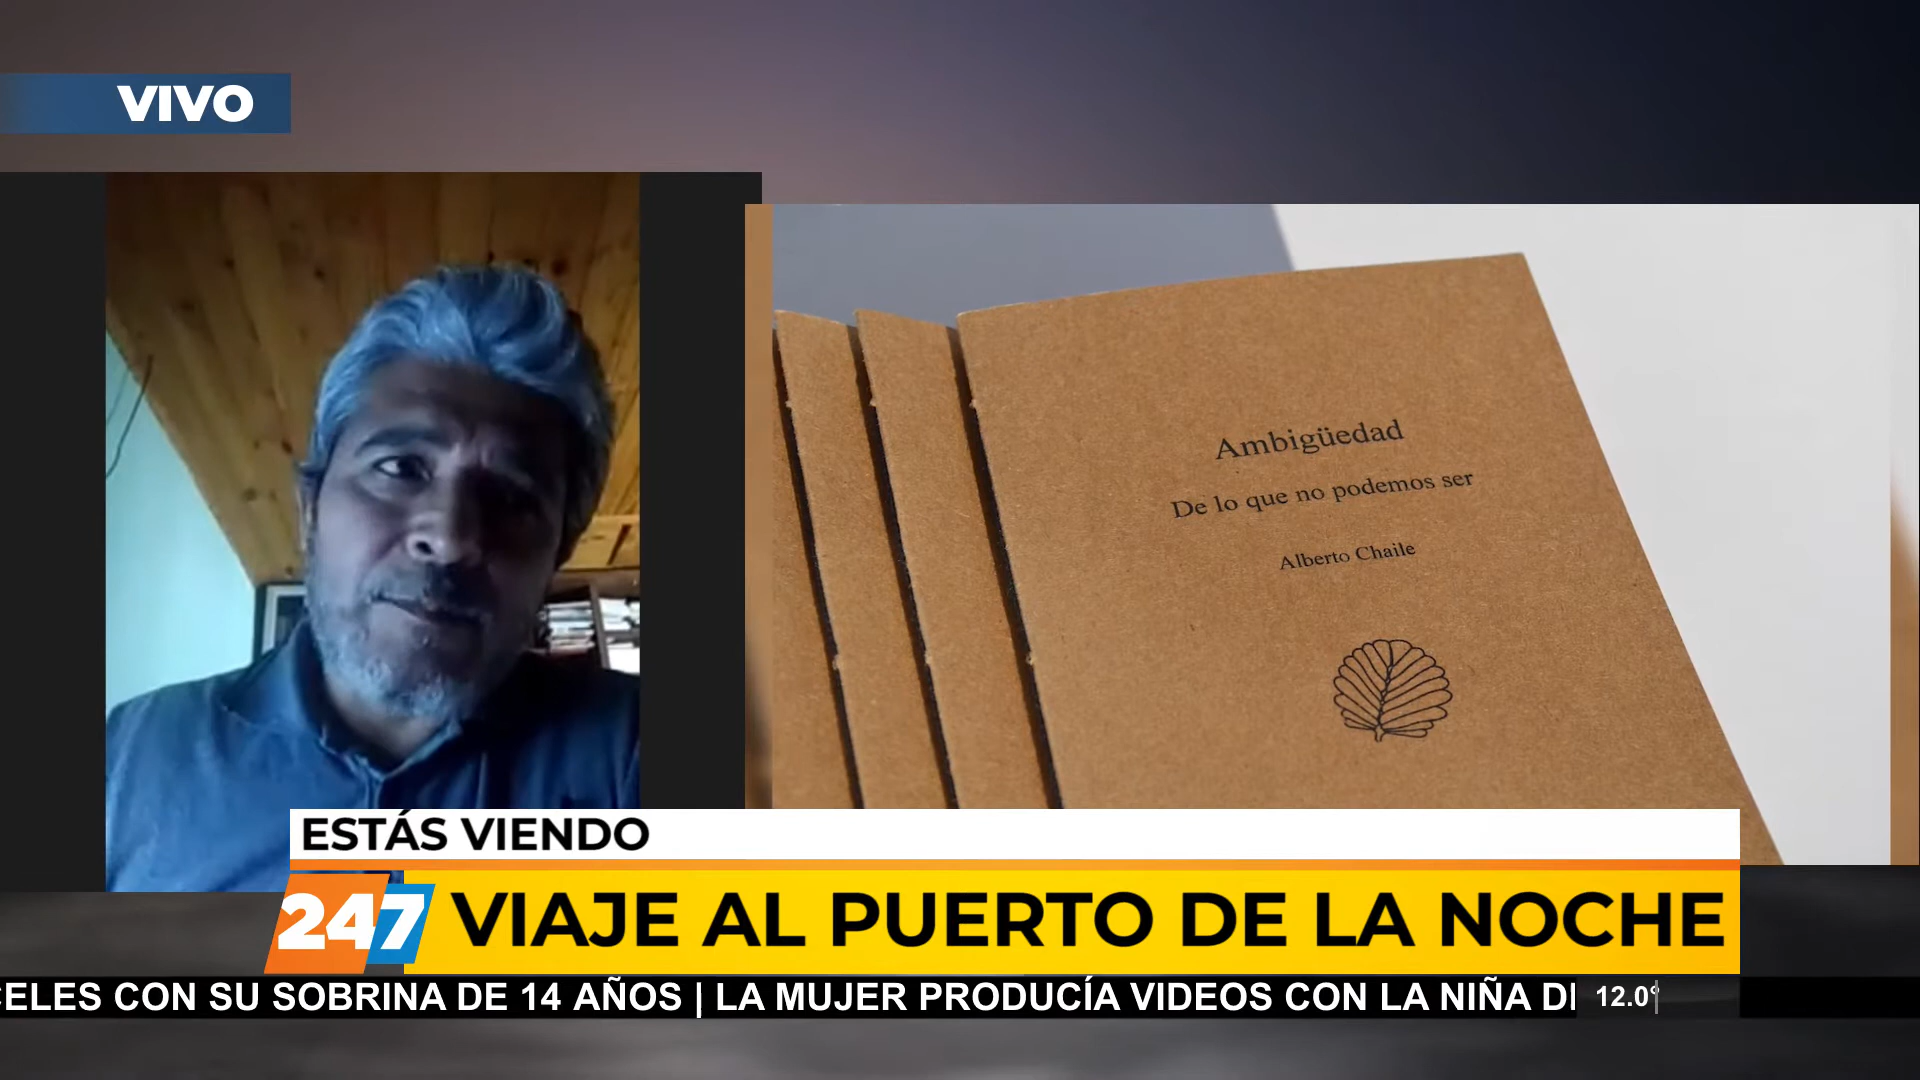 VIVO
Ambigüedad
De lo que no podemos ser
Alberto Chaile
ESTÁS VIENDO
247 VIAJE AL PUERTO DE LA NOCHE
CELES CON SU SOBRINA DE 14 AÑOS | LA MUJER PRODUCÍA VIDEOS CON LA NIÑA DE
12.0°